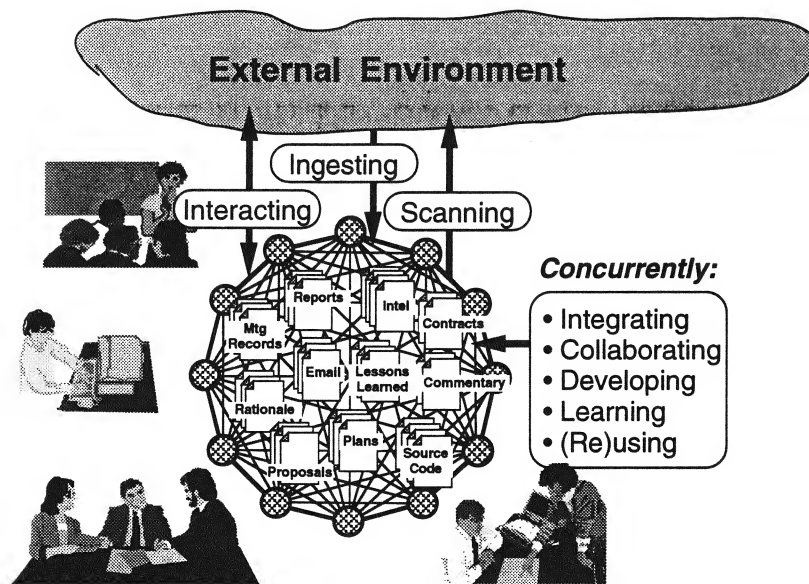 External Environment
Ingesting
Interacting
Scanning
Concurrently:
• Integrating
• Collaborating
• Developing
• Learning
• (Re)using
Reports
Intel
Contracts
Mtg
Records
Email
Lessons
Learned
Commentary
Rationale
Proposals
Plans
Source
Code